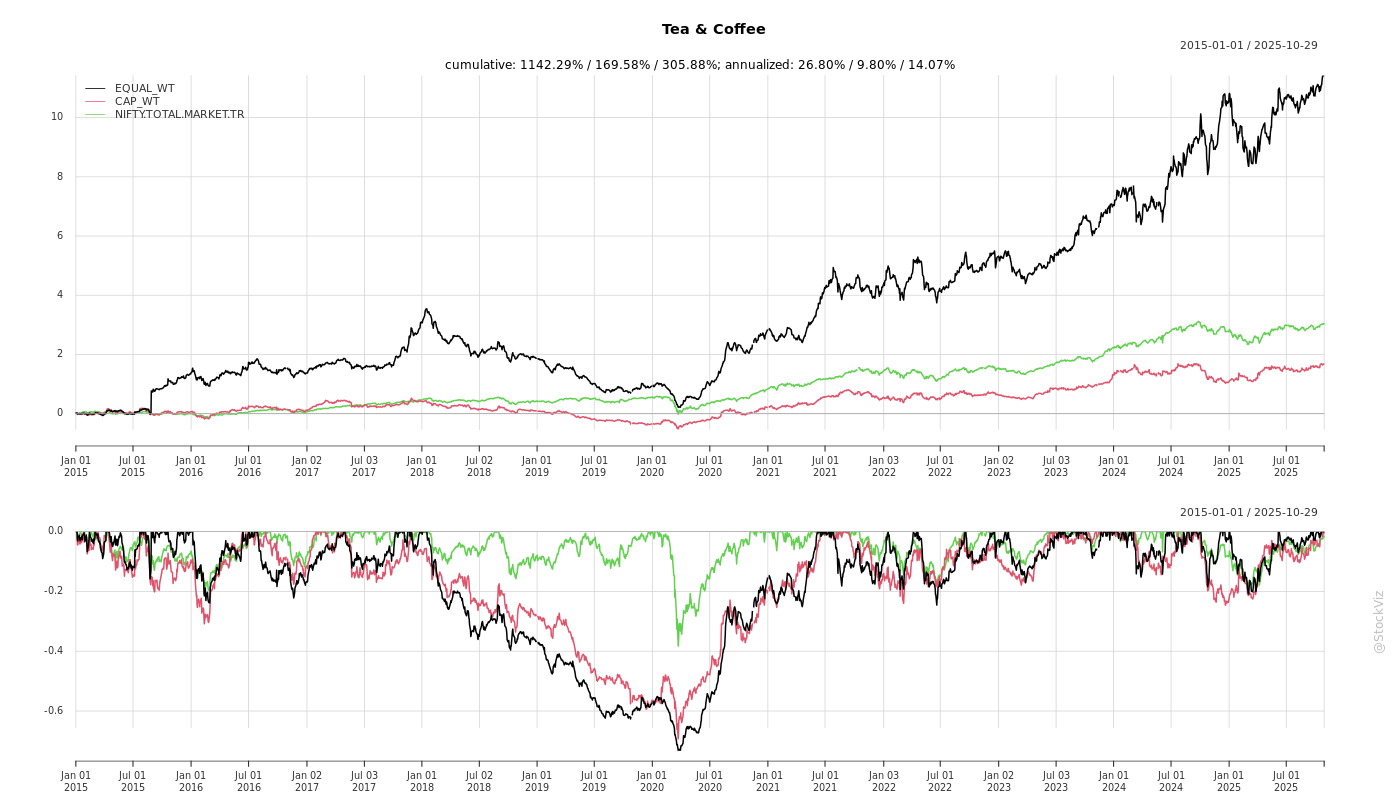 Tea & Coffee
2015-01-01 / 2025-10-29
cumulative: 1142.29% / 169.58% / 305.88%; annualized: 26.80% / 9.80% / 14.07%
EQUAL_WT
CAP_WT
NIFTY.TOTAL.MARKET.TR
10
8
6
4
2
0
Jan 01 Jul 01 Jan 01 Jul 01 Jan 02 Jul 03 Jan 01 Jul 02 Jan 01 Jul 01 Jan 01 Jul 01 Jan 01 Jul 01 Jan 03 Jul 01 Jan 02 Jul 03 Jan 01 Jul 01 Jan 01 Jul 01
2015 2015 2016 2016 2017 2017 2018 2018 2019 2019 2020 2020 2021 2021 2022 2022 2023 2023 2024 2024 2025 2025
2015-01-01 / 2025-10-29
0.0
-0.2
-0.4
-0.6
Jan 01 Jul 01 Jan 01 Jul 01 Jan 02 Jul 03 Jan 01 Jul 02 Jan 01 Jul 01 Jan 01 Jul 01 Jan 01 Jul 01 Jan 03 Jul 01 Jan 02 Jul 03 Jan 01 Jul 01 Jan 01 Jul 01
2015 2015 2016 2016 2017 2017 2018 2018 2019 2019 2020 2020 2021 2021 2022 2022 2023 2023 2024 2024 2025 2025
@StockViz